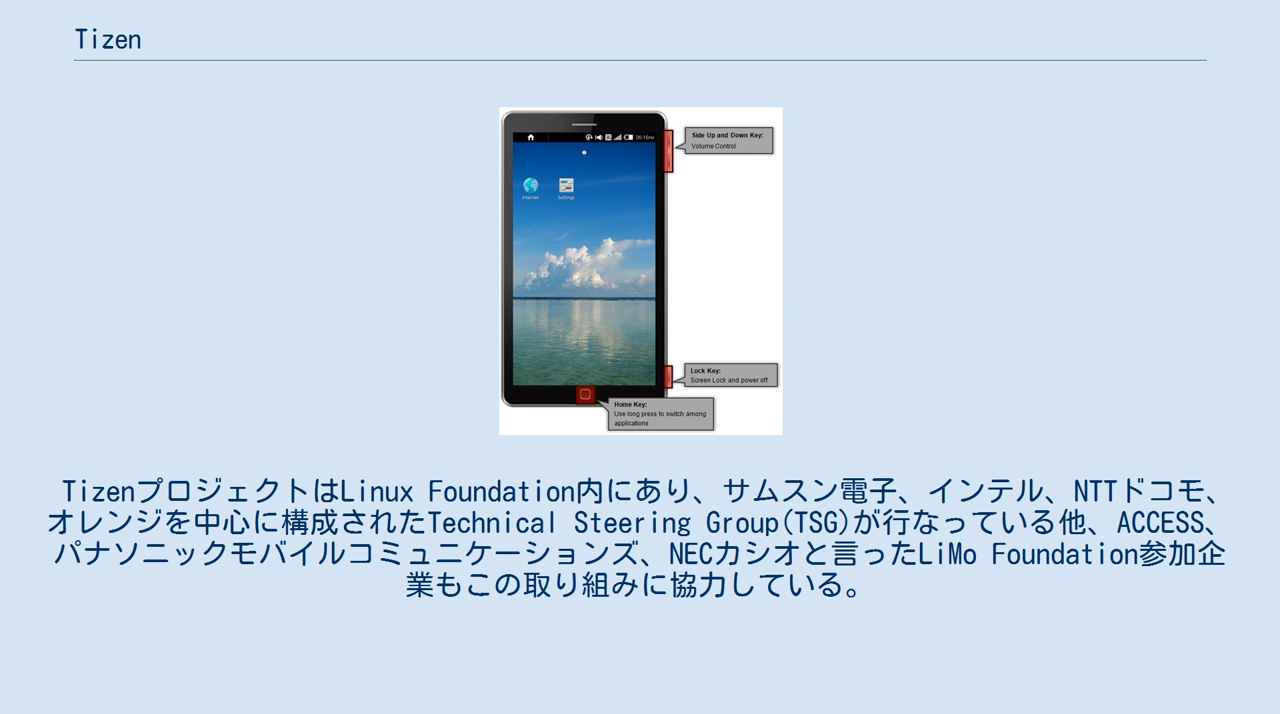 Tizen
06:16PM
Side Up and Down Key:
Volume Control
Internet
Settings
Lock Key:
Screen Lock and power off
Home Key:
Use long press to switch among
applications
TizenプロジェクトはLinux Foundation内にあり、サムスン電子、インテル、NTTドコモ、
オレンジを中心に構成されたTechnical Steering Group(TSG)が行なっている他、ACCESS、
パナソニックモバイルコミュニケーションズ、NECカシオと言ったLiMo Foundation参加企
業もこの取り組みに協力している。